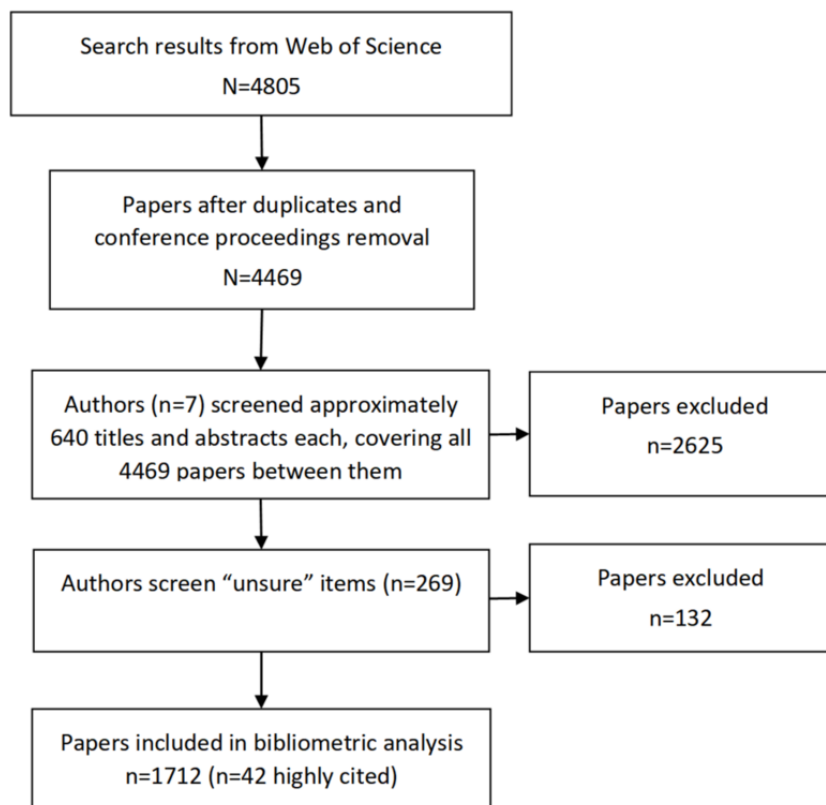 Search results from Web of Science
N=4805
Papers after duplicates and
conference proceedings removal
N=4469
Authors (n=7) screened approximately
640 titles and abstracts each, covering all
4469 papers between them
Papers excluded
n=2625
Authors screen “unsure” items (n=269)
Papers excluded
n=132
Papers included in bibliometric analysis
n=1712 (n=42 highly cited)